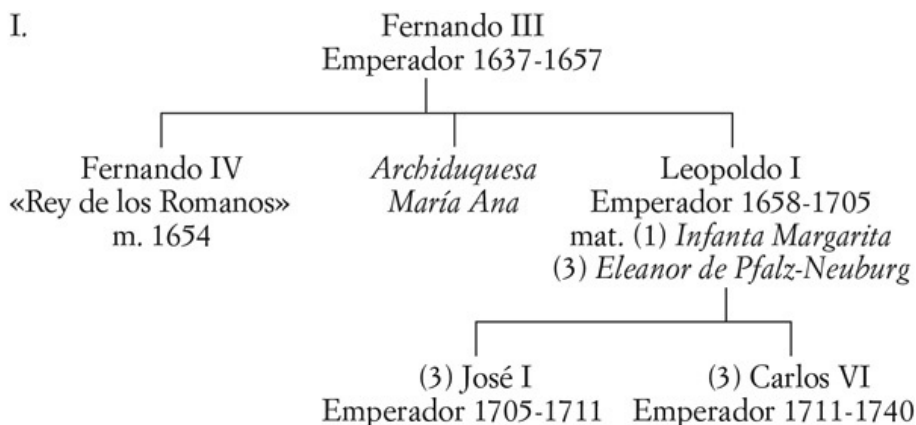 I.
Fernando III
Emperador 1637-1657
Fernando IV
«Rey de los Romanos»
m. 1654
Archiduquesa
María Ana
Leopoldo I
Emperador 1658-1705
mat. (1) Infanta Margarita
(3) Eleanor de Pfalz-Neuburg
(3) José I
Emperador 1705-1711
(3) Carlos VI
Emperador 1711-1740